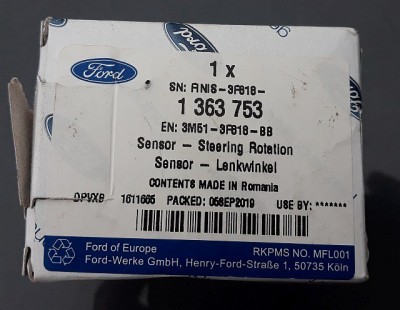 Ford
1 x
SN: FINIS-3F818-
1 363 753
EN: 3M51-3F818-BB
Sensor - Steering Rotation
Sensor - Lenkwinkel
CONTENTS MADE IN Romania
DPVXB 1611665 PACKED: 05SEP2019 USE BY: *******
Ford of Europe RKPMS NO. MFL001
Ford-Werke GmbH, Henry-Ford-Straße 1, 50735 Köln